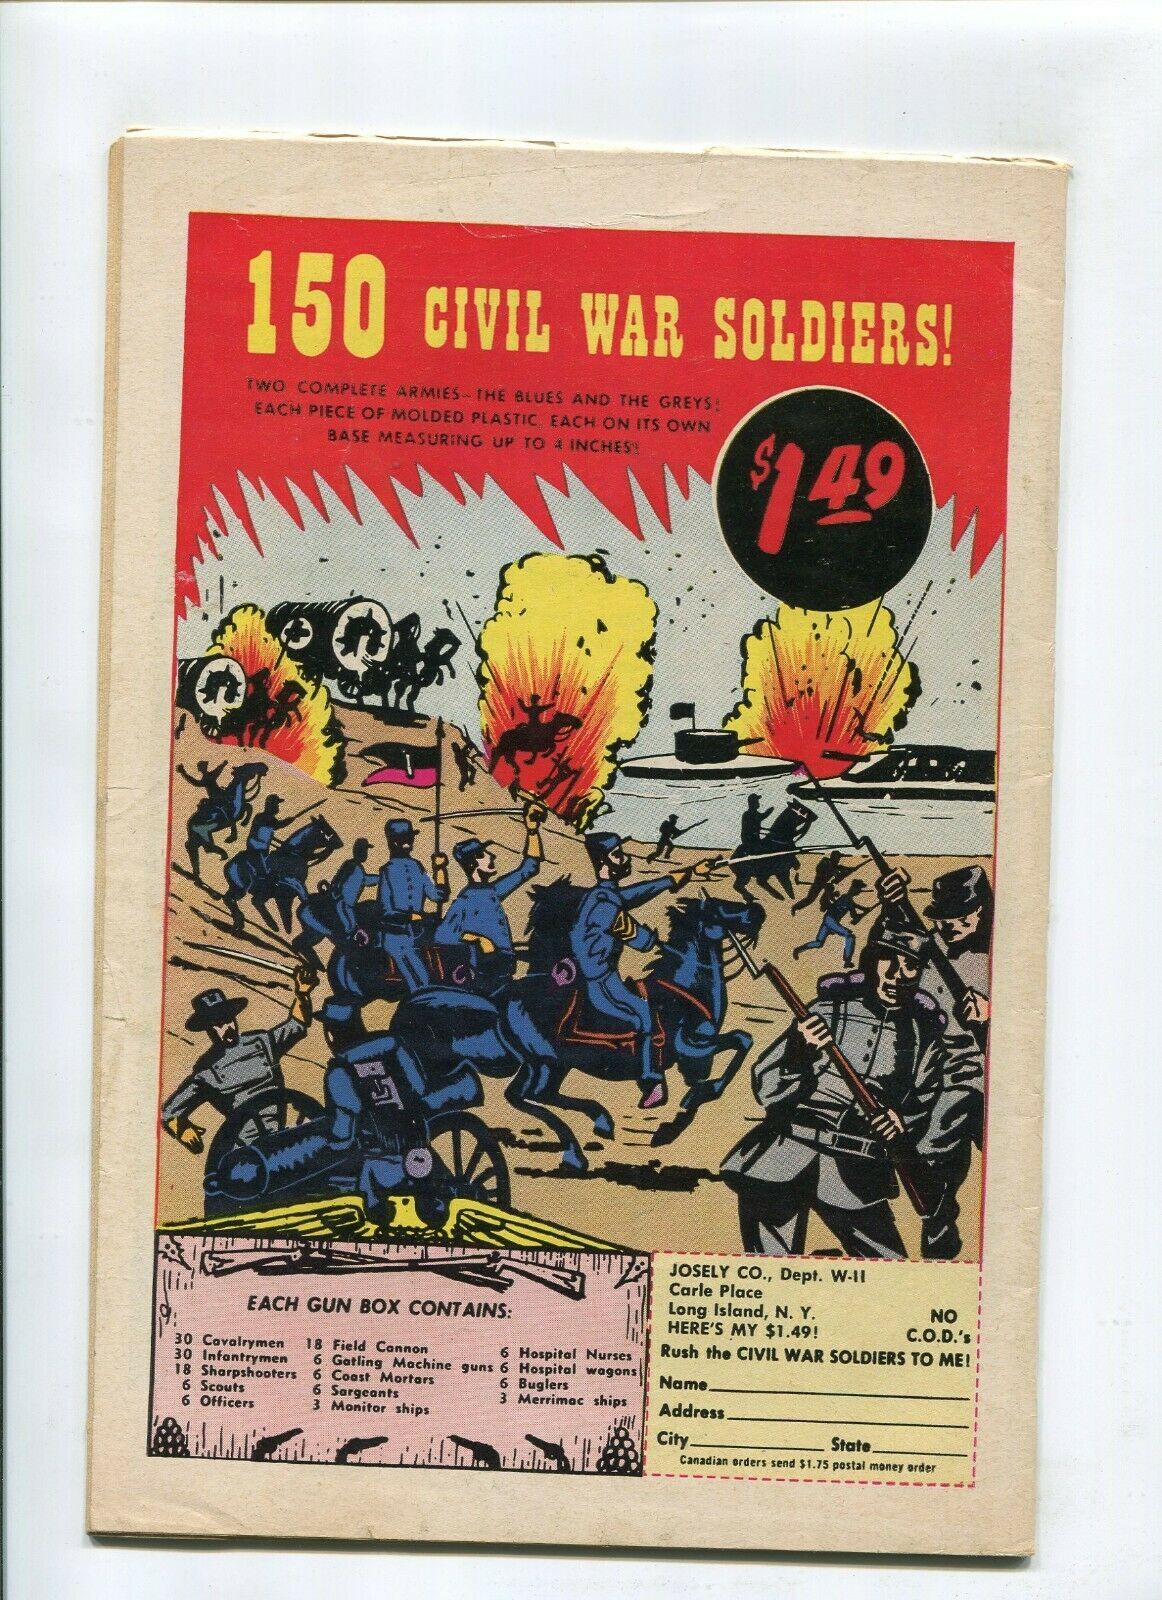 150 CIVIL WAR SOLDIERS!
TWO COMPLETE ARMIES—THE BLUES AND THE GREYS!
EACH PIECE OF MOLDED PLASTIC, EACH ON ITS OWN
BASE MEASURING UP TO 4 INCHES!
$1.49
EACH GUN BOX CONTAINS:
30 Cavalrymen
30 Infantrymen
18 Sharpshooters
6 Scouts
6 Officers
18 Field Cannon
6 Gatling Machine guns
6 Coast Mortars
6 Sargeants
3 Monitor ships
6 Hospital Nurses
6 Hospital wagons
6 Buglers
3 Merrimac ships
JOSELY CO., Dept. W-11
Carle Place
Long Island, N. Y.
HERE'S MY $1.49!
NO
C.O.D.'s
Rush the CIVIL WAR SOLDIERS TO ME!
Name
Address
City State
Canadian orders send $1.75 postal money order